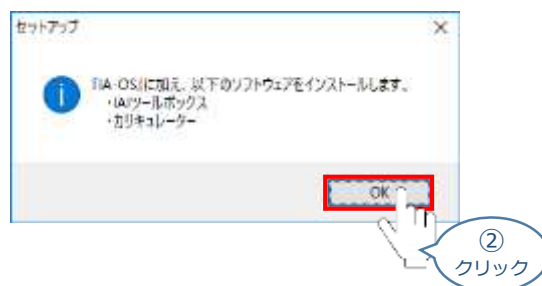 セットアップ
「IA-OS」に加え、以下のソフトウェアをインストールします。
・IAIツールボックス
・カリキュレーター
OK
②
クリック